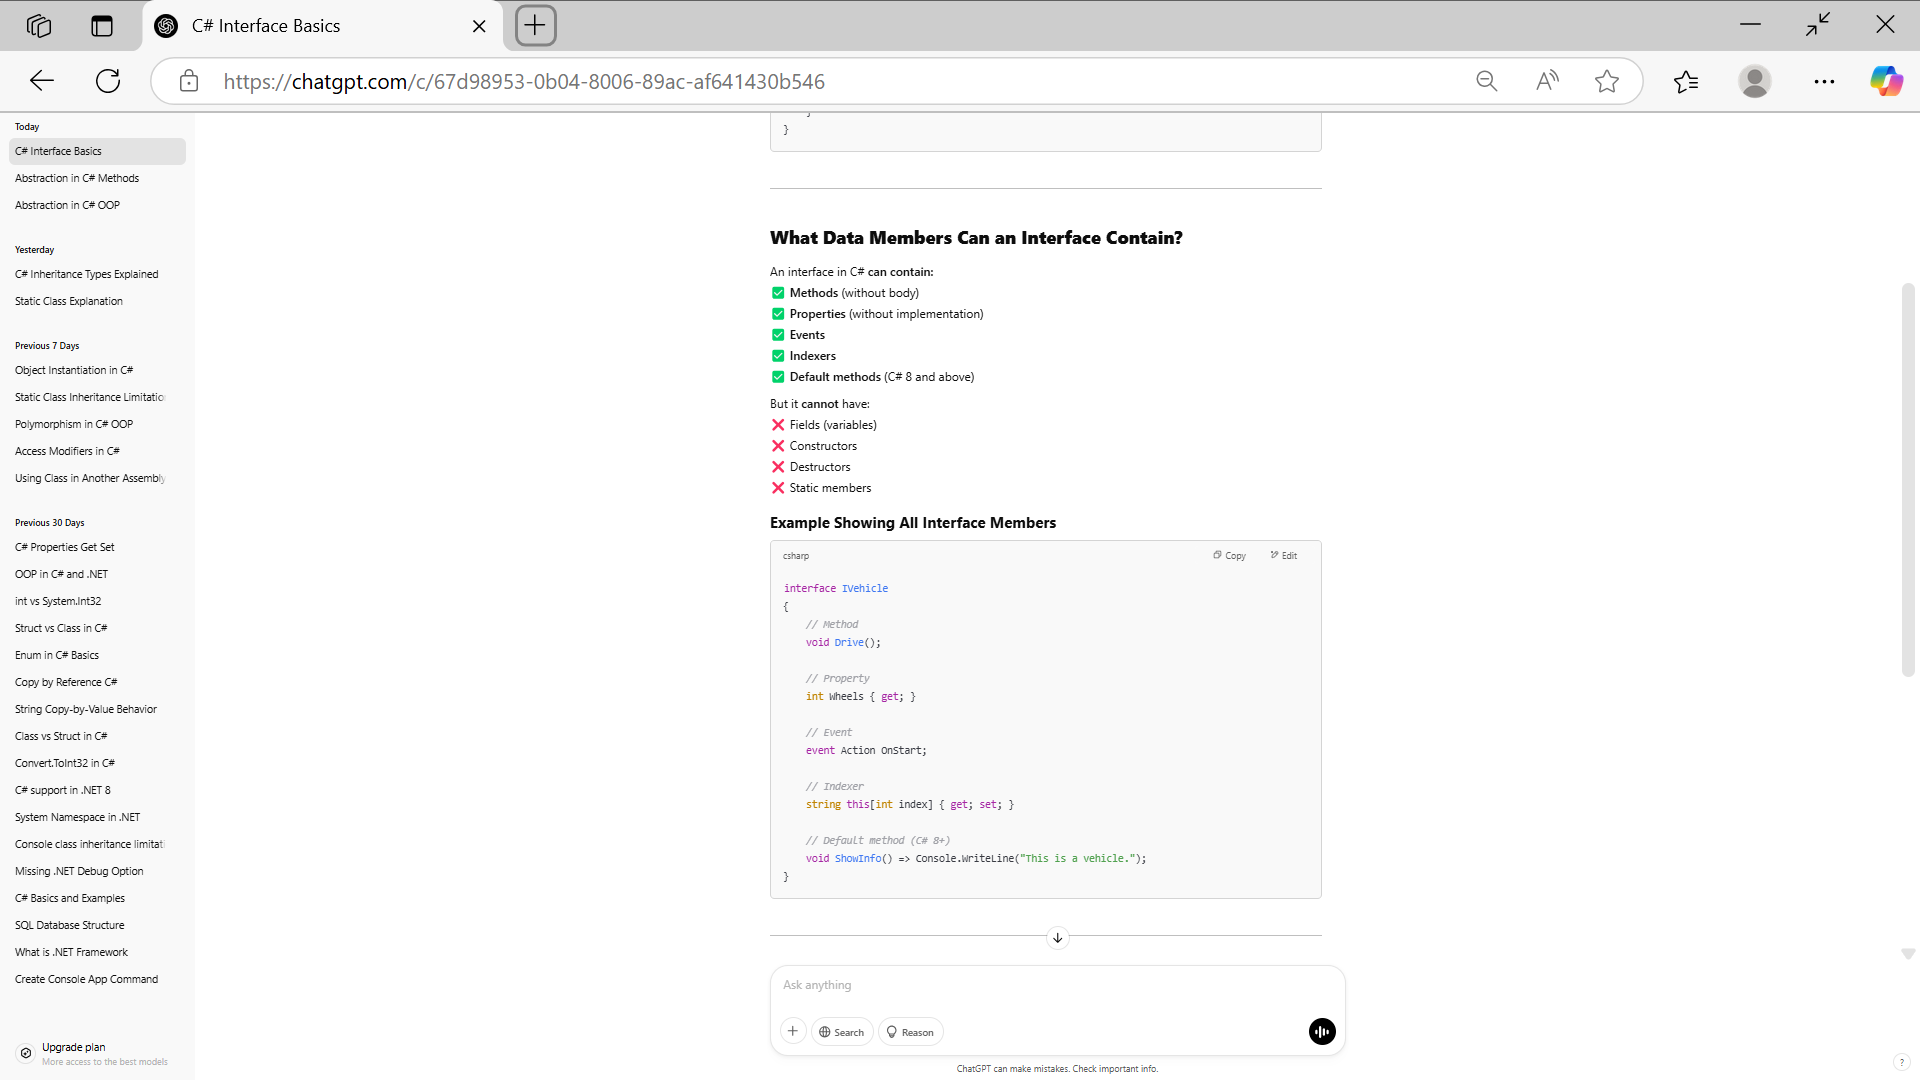 C# Interface Basics
https://chatgpt.com/c/67d98953-0b04-8006-89ac-af641430b546
Today
C# Interface Basics
Abstraction in C# Methods
Abstraction in C# OOP
Yesterday
C# Inheritance Types Explained
Static Class Explanation
Previous 7 Days
Object Instantiation in C#
Static Class Inheritance Limitatio
Polymorphism in C# OOP
Access Modifiers in C#
Using Class in Another Assembly
Previous 30 Days
C# Properties Get Set
OOP in C# and .NET
int vs System.Int32
Struct vs Class in C#
Enum in C# Basics
Copy by Reference C#
String Copy-by-Value Behavior
Class vs Struct in C#
Convert.ToInt32 in C#
C# support in .NET 8
System Namespace in .NET
Console class inheritance limitati
Missing .NET Debug Option
C# Basics and Examples
SQL Database Structure
What is .NET Framework
Create Console App Command
Upgrade plan
More access to the best models
}
What Data Members Can an Interface Contain?
An interface in C# can contain:
✅ Methods (without body)
✅ Properties (without implementation)
✅ Events
✅ Indexers
✅ Default methods (C# 8 and above)
But it cannot have:
❌ Fields (variables)
❌ Constructors
❌ Destructors
❌ Static members
Example Showing All Interface Members
csharp Copy Edit
interface IVehicle
{
// Method
void Drive();
// Property
int Wheels { get; }
// Event
event Action OnStart;
// Indexer
string this[int index] { get; set; }
// Default method (C# 8+)
void ShowInfo() => Console.WriteLine("This is a vehicle.");
}
Ask anything
Search Reason
ChatGPT can make mistakes. Check important info.
?